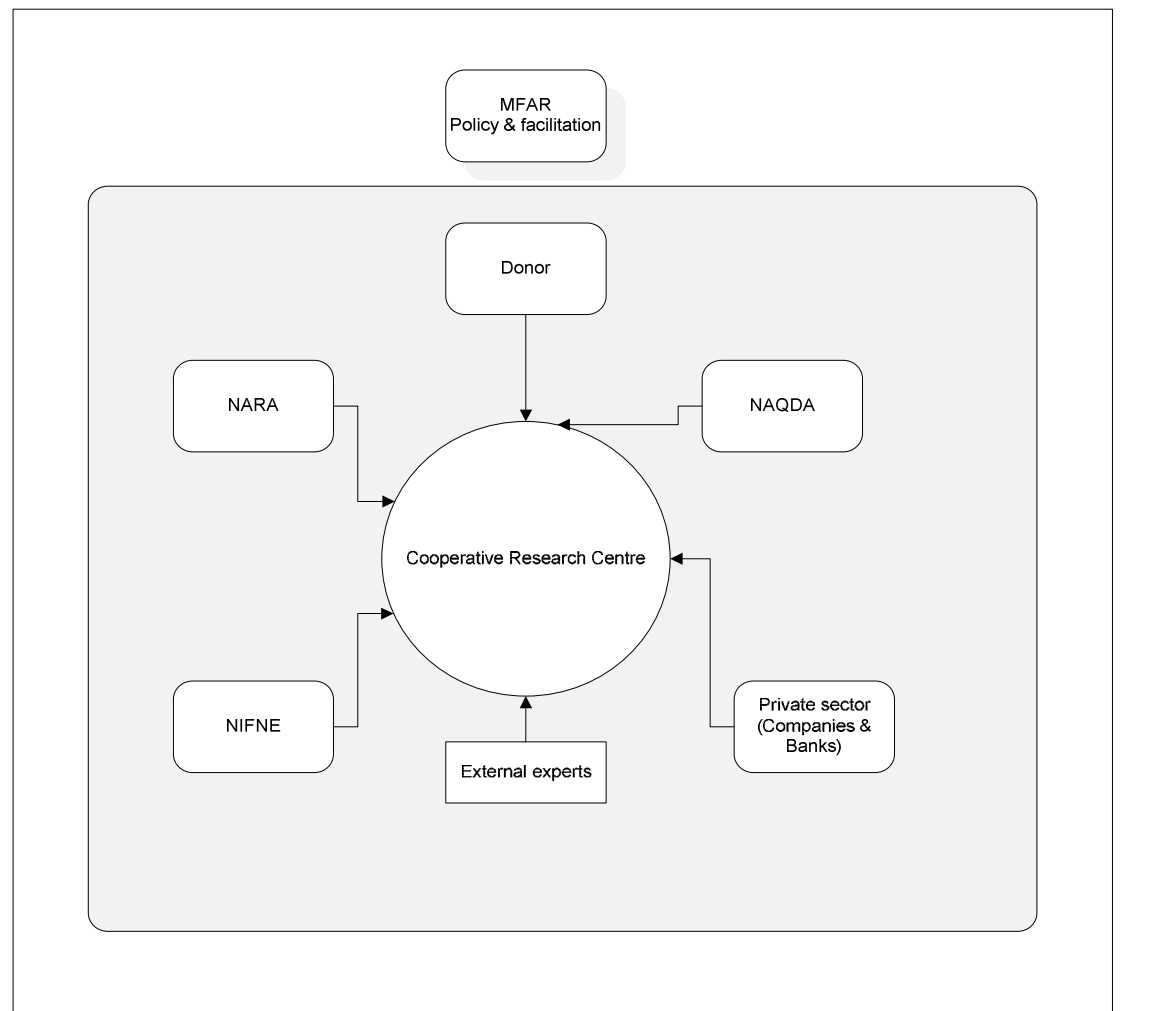 MFAR
Policy & facilitation
Donor
NARA
NAQDA
Cooperative Research Centre
NIFNE
Private sector
(Companies &
Banks)
External experts